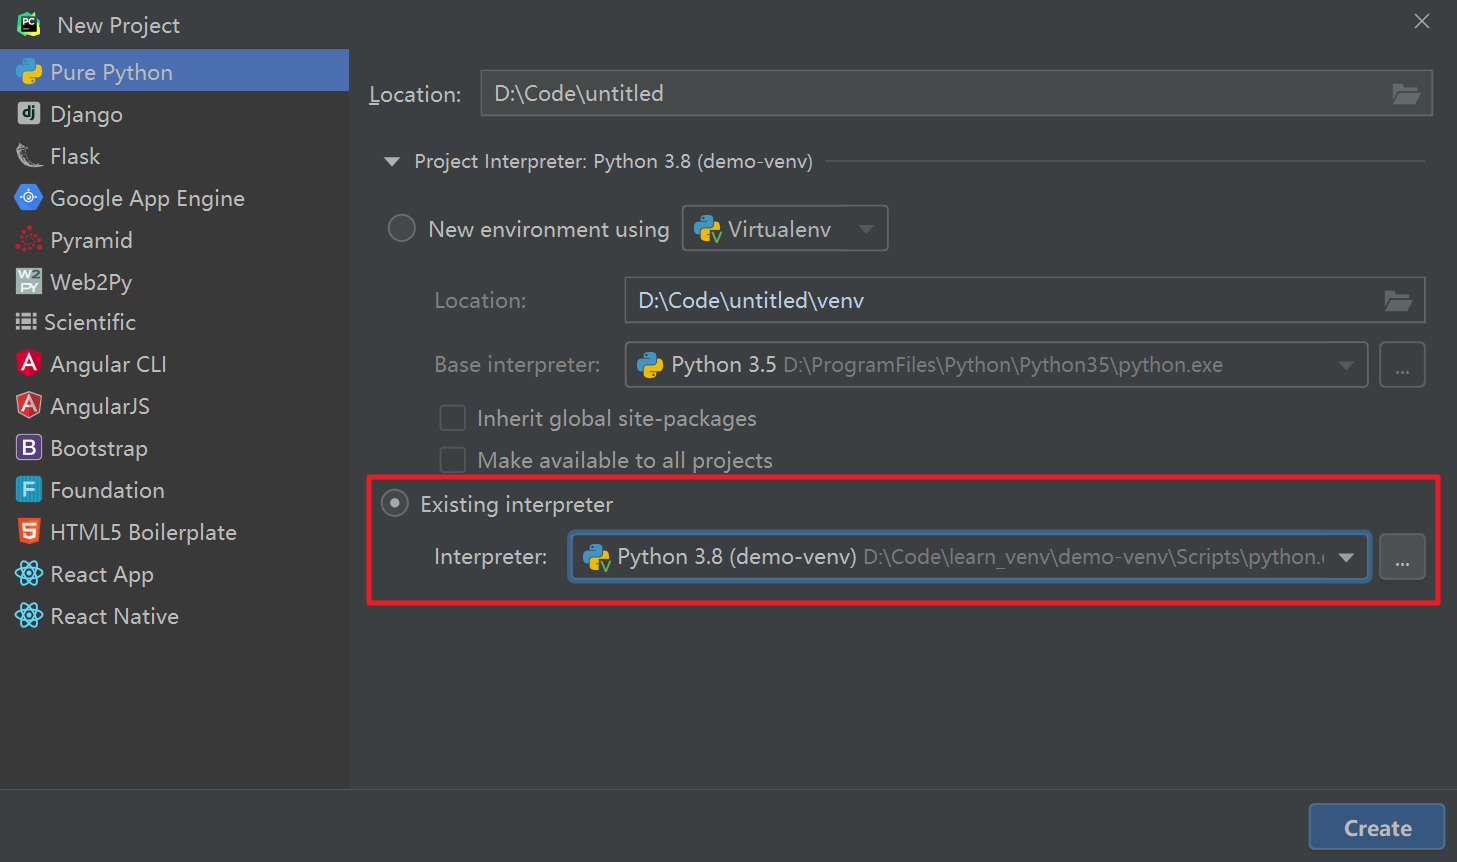 New Project
Pure Python
Django
Flask
Google App Engine
Pyramid
Web2Py
Scientific
Angular CLI
AngularJS
Bootstrap
Foundation
HTML5 Boilerplate
React App
React Native
Location: D:\Code\untitled
Project Interpreter: Python 3.8 (demo-venv)
New environment using Virtualenv
Location: D:\Code\untitled\venv
Base interpreter: Python 3.5 D:\ProgramFiles\Python\Python35\python.exe ...
Inherit global site-packages
Make available to all projects
Existing interpreter
Interpreter: Python 3.8 (demo-venv) D:\Code\learn_venv\demo-venv\Scripts\python. ...
Create